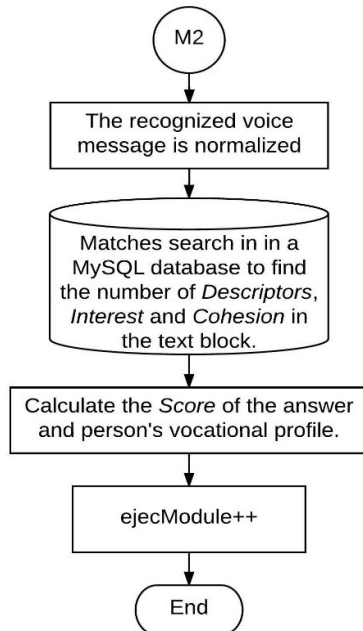 M2
The recognized voice
message is normalized
Matches search in in a
MySQL database to find
the number of Descriptors,
Interest and Cohesion in
the text block.
Calculate the Score of the answer
and person's vocational profile.
ejecModule++
End